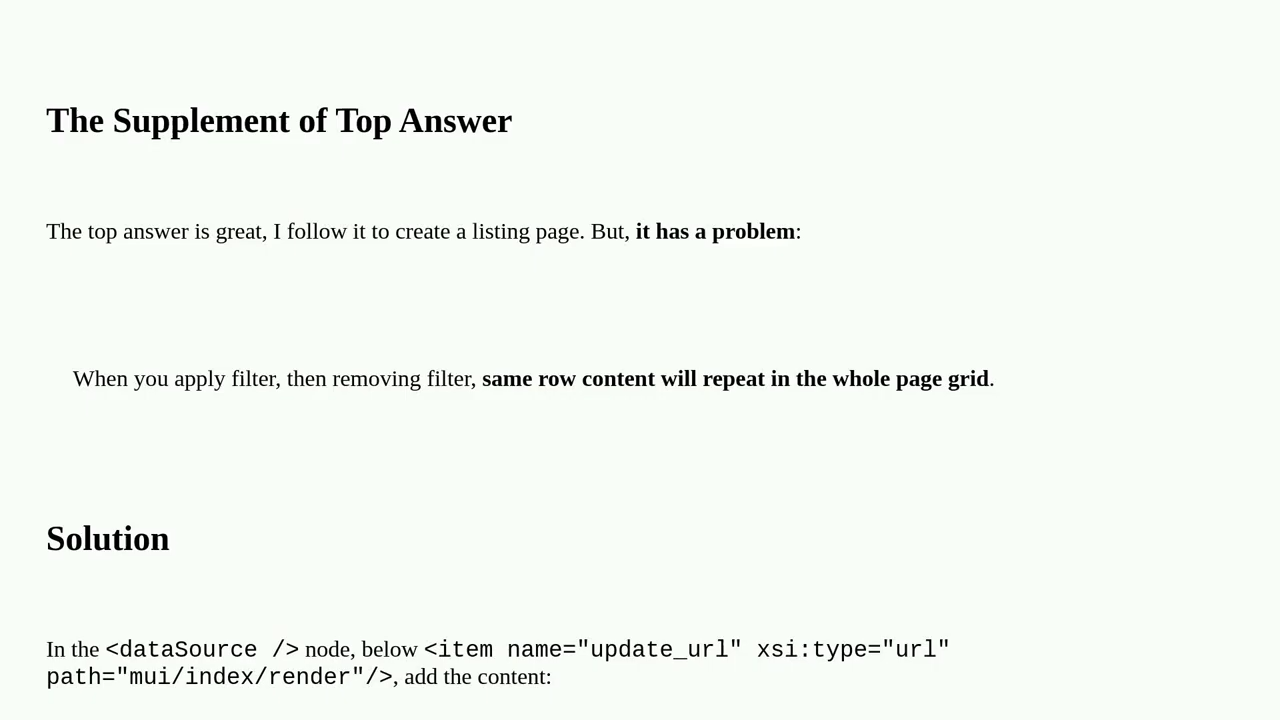 The Supplement of Top Answer
The top answer is great, I follow it to create a listing page. But, it has a problem:
When you apply filter, then removing filter, same row content will repeat in the whole page grid.
Solution
In the <dataSource /> node, below <item name="update_url" xsi:type="url"
path="mui/index/render"/>, add the content: